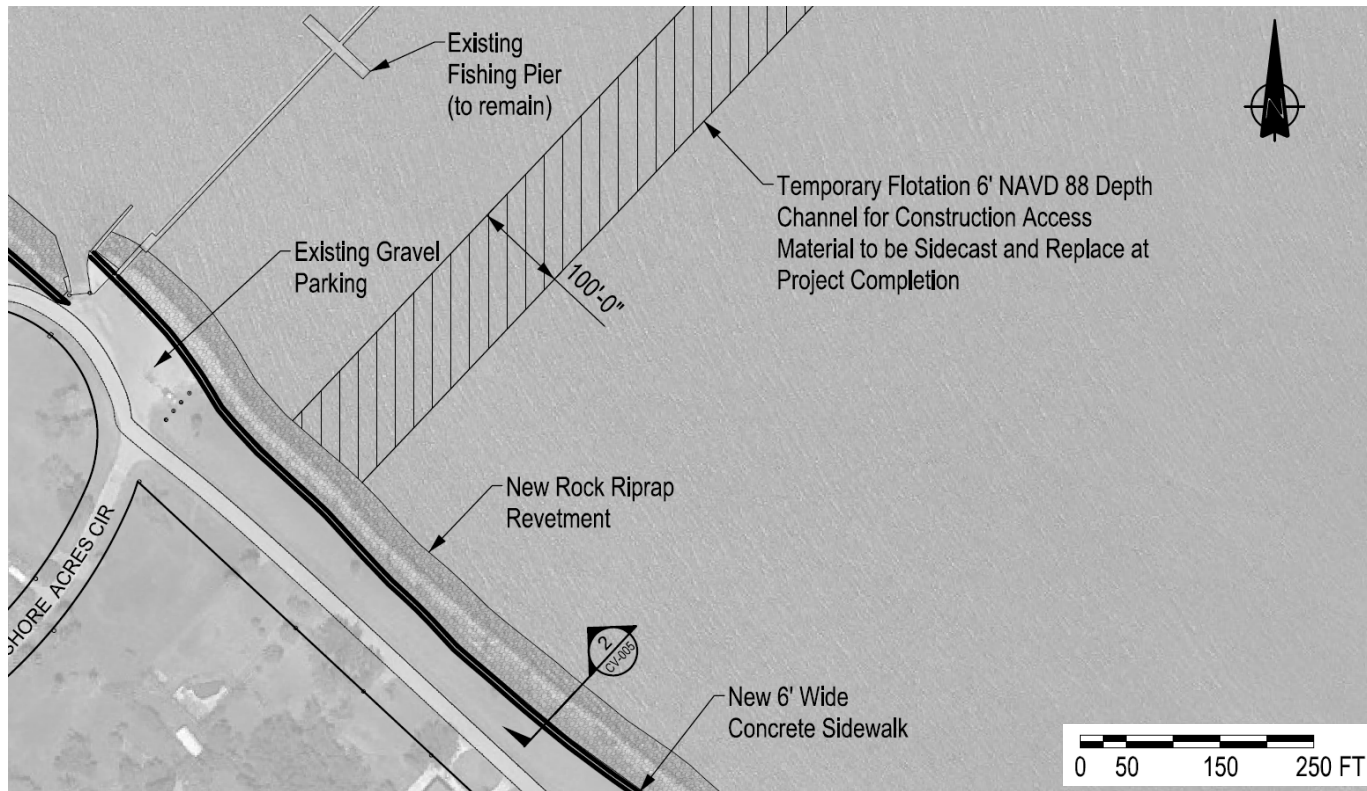 Existing
Fishing Pier
(to remain)
N
Temporary Flotation 6' NAVD 88 Depth
Channel for Construction Access
Material to be Sidecast and Replace at
Project Completion
Existing Gravel
Parking
100'-0"
New Rock Riprap
Revetment
SHORE ACRES CIR
2
CV-005
New 6' Wide
Concrete Sidewalk
0 50 150 250 FT